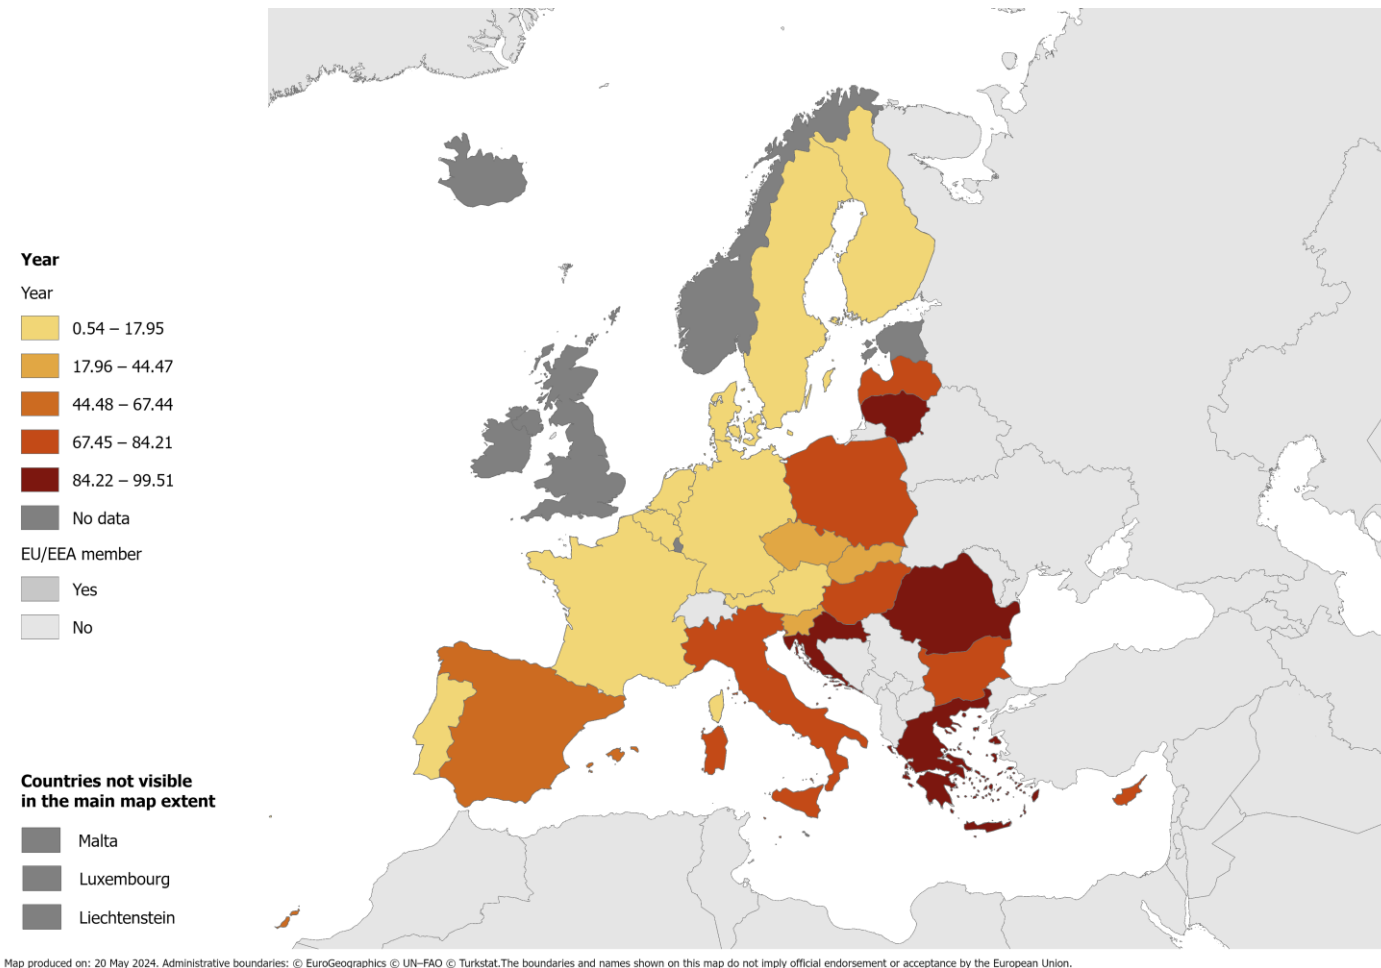 Year
Year
0.54 – 17.95
17.96 – 44.47
44.48 – 67.44
67.45 – 84.21
84.22 – 99.51
No data
EU/EEA member
Yes
No
Countries not visible
in the main map extent
Malta
Luxembourg
Liechtenstein
Map produced on: 20 May 2024. Administrative boundaries: © EuroGeographics © UN–FAO © Turkstat.The boundaries and names shown on this map do not imply official endorsement or acceptance by the European Union.